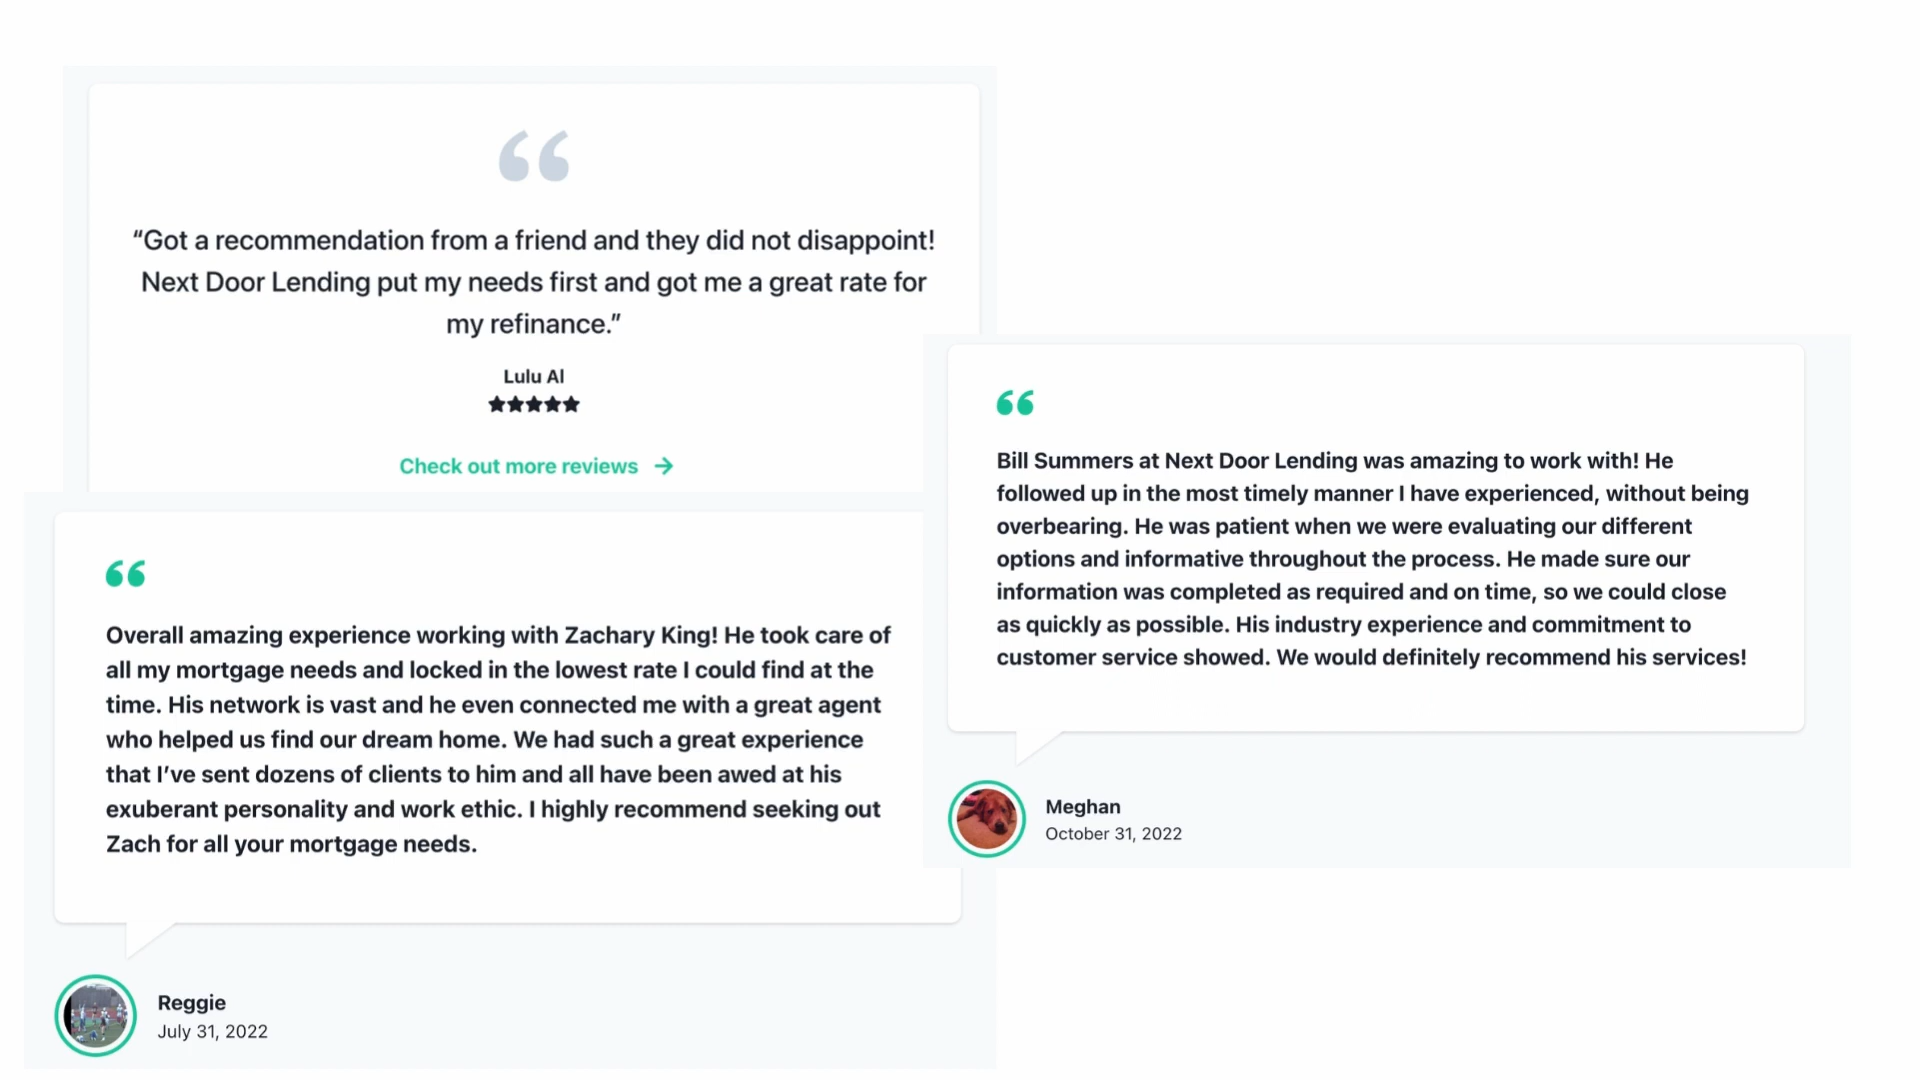 “Got a recommendation from a friend and they did not disappoint!
Next Door Lending put my needs first and got me a great rate for
my refinance.”
Lulu Al
Check out more reviews
Overall amazing experience working with Zachary King! He took care of
all my mortgage needs and locked in the lowest rate I could find at the
time. His network is vast and he even connected me with a great agent
who helped us find our dream home. We had such a great experience
that I’ve sent dozens of clients to him and all have been awed at his
exuberant personality and work ethic. I highly recommend seeking out
Zach for all your mortgage needs.
Reggie
July 31, 2022
Bill Summers at Next Door Lending was amazing to work with! He
followed up in the most timely manner I have experienced, without being
overbearing. He was patient when we were evaluating our different
options and informative throughout the process. He made sure our
information was completed as required and on time, so we could close
as quickly as possible. His industry experience and commitment to
customer service showed. We would definitely recommend his services!
Meghan
October 31, 2022